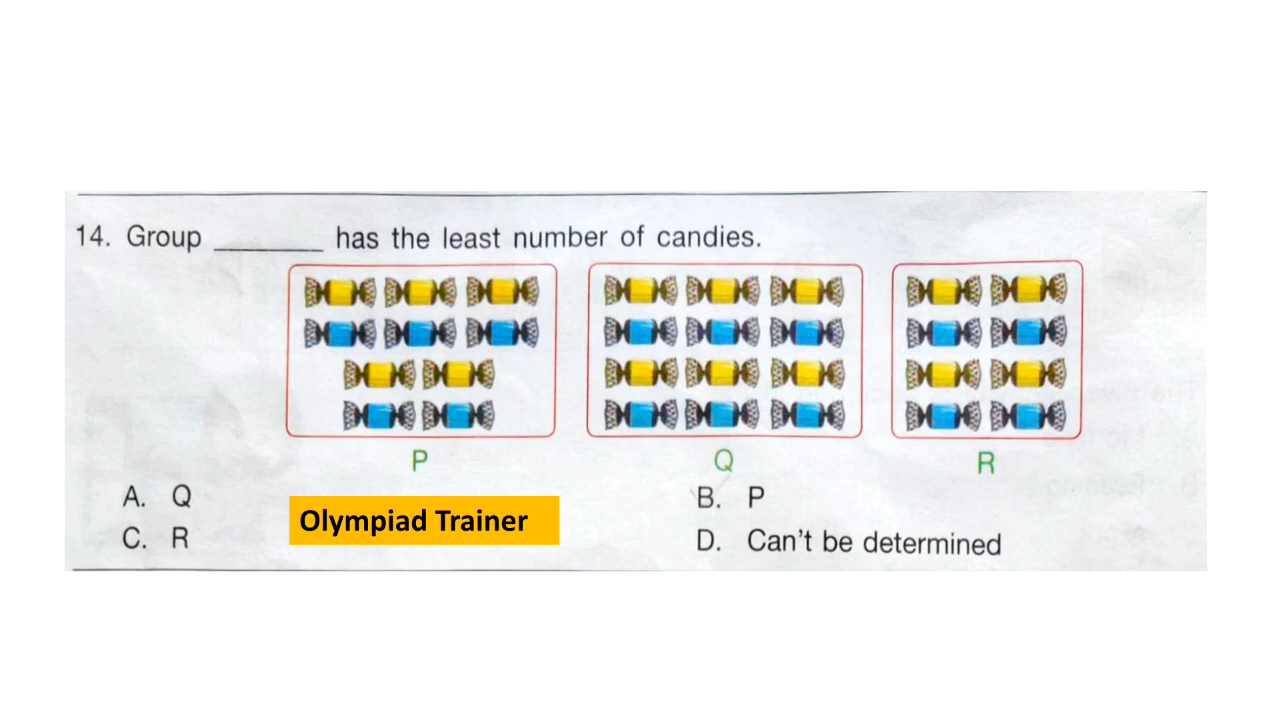 14. Group ________ has the least number of candies.
P Q R
A. Q B. P
Olympiad Trainer
C. R D. Can't be determined